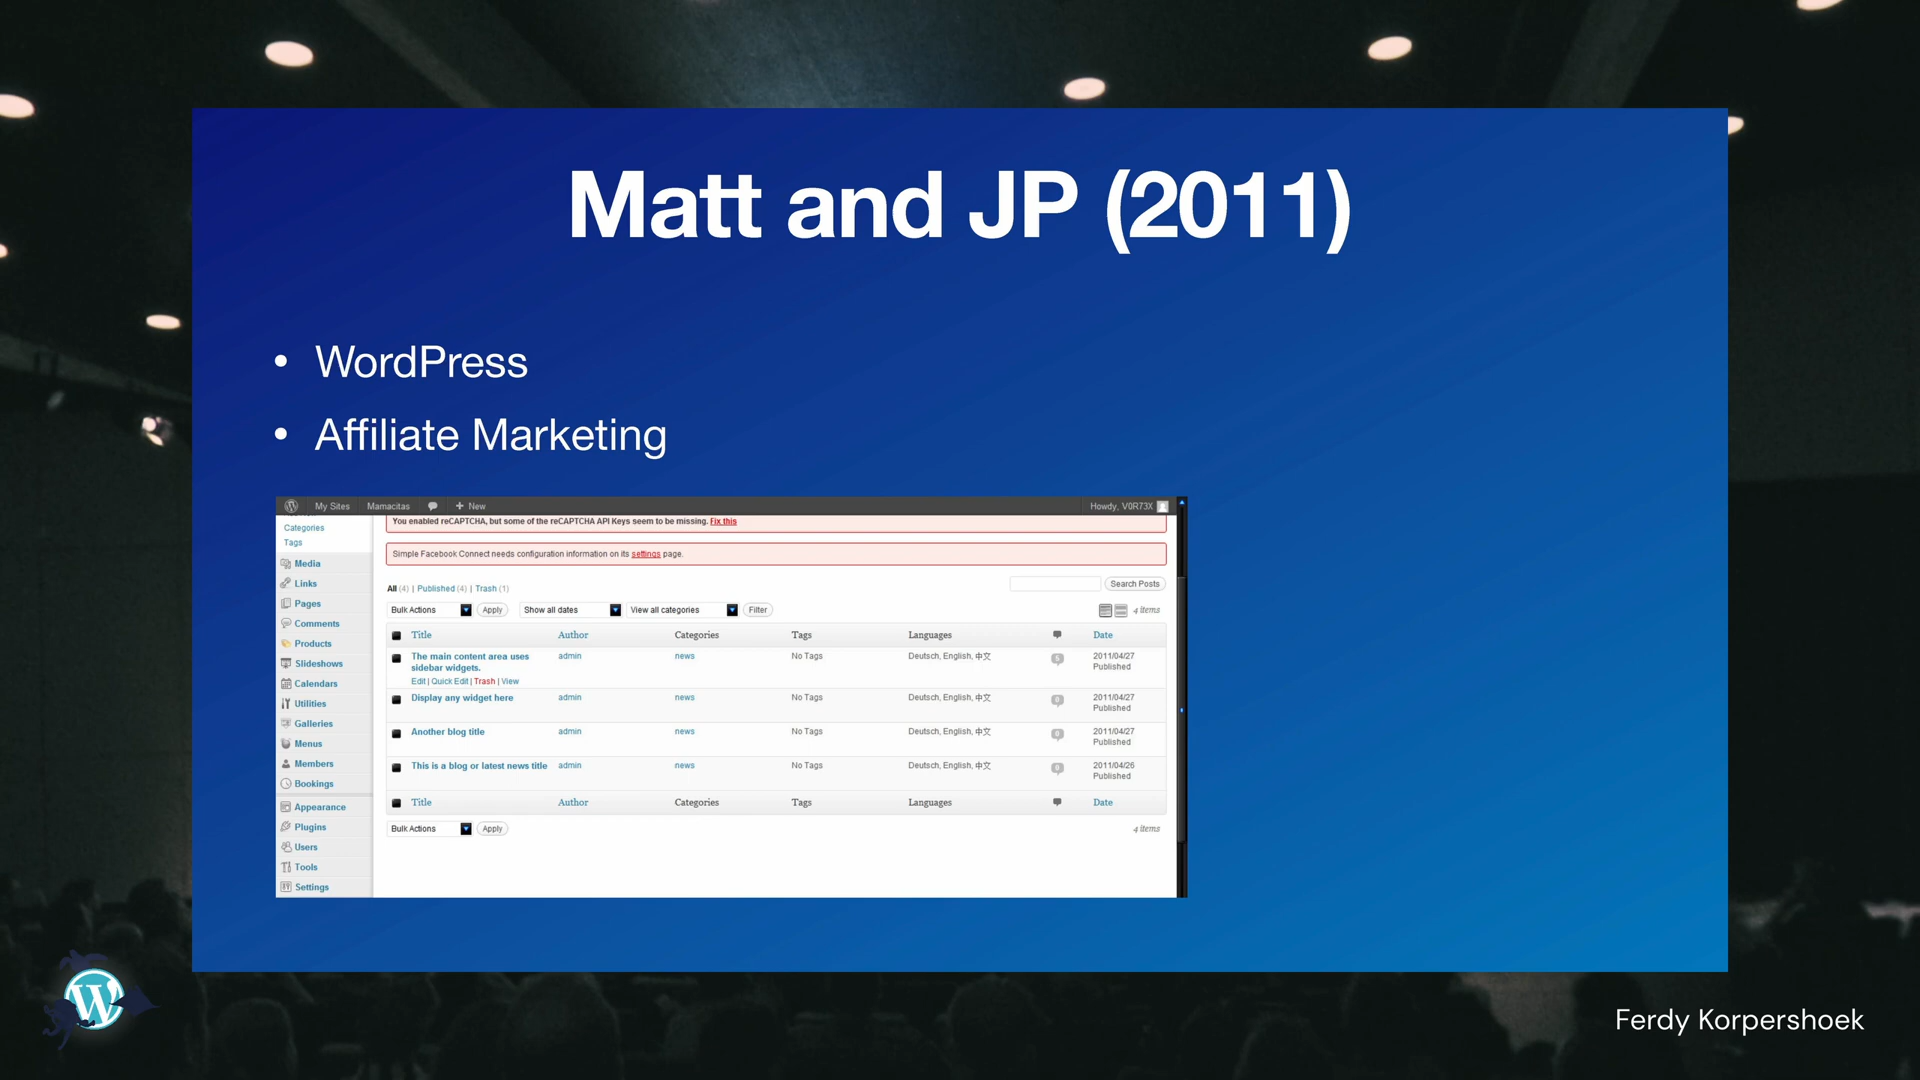 Matt and JP (2011)
• WordPress
• Affiliate Marketing
My Sites Mamacitas New Howdy, V0R73X
You enabled reCAPTCHA, but some of the reCAPTCHA API Keys seem to be missing. Fix this
Simple Facebook Connect needs configuration information on its settings page.
Categories
Tags
Media
Links
Pages
Comments
Products
Slideshows
Calendars
Utilities
Galleries
Menus
Members
Bookings
Appearance
Plugins
Users
Tools
Settings
All (4) | Published (4) | Trash (1) Search Posts
Bulk Actions Apply Show all dates View all categories Filter 4 items
Title Author Categories Tags Languages Date
The main content area uses sidebar widgets. admin news No Tags Deutsch, English, 中文 5 2011/04/27
Published
Edit | Quick Edit | Trash | View
Display any widget here admin news No Tags Deutsch, English, 中文 0 2011/04/27
Published
Another blog title admin news No Tags Deutsch, English, 中文 0 2011/04/27
Published
This is a blog or latest news title admin news No Tags Deutsch, English, 中文 0 2011/04/26
Published
Title Author Categories Tags Languages Date
Bulk Actions Apply 4 items
Ferdy Korpershoek